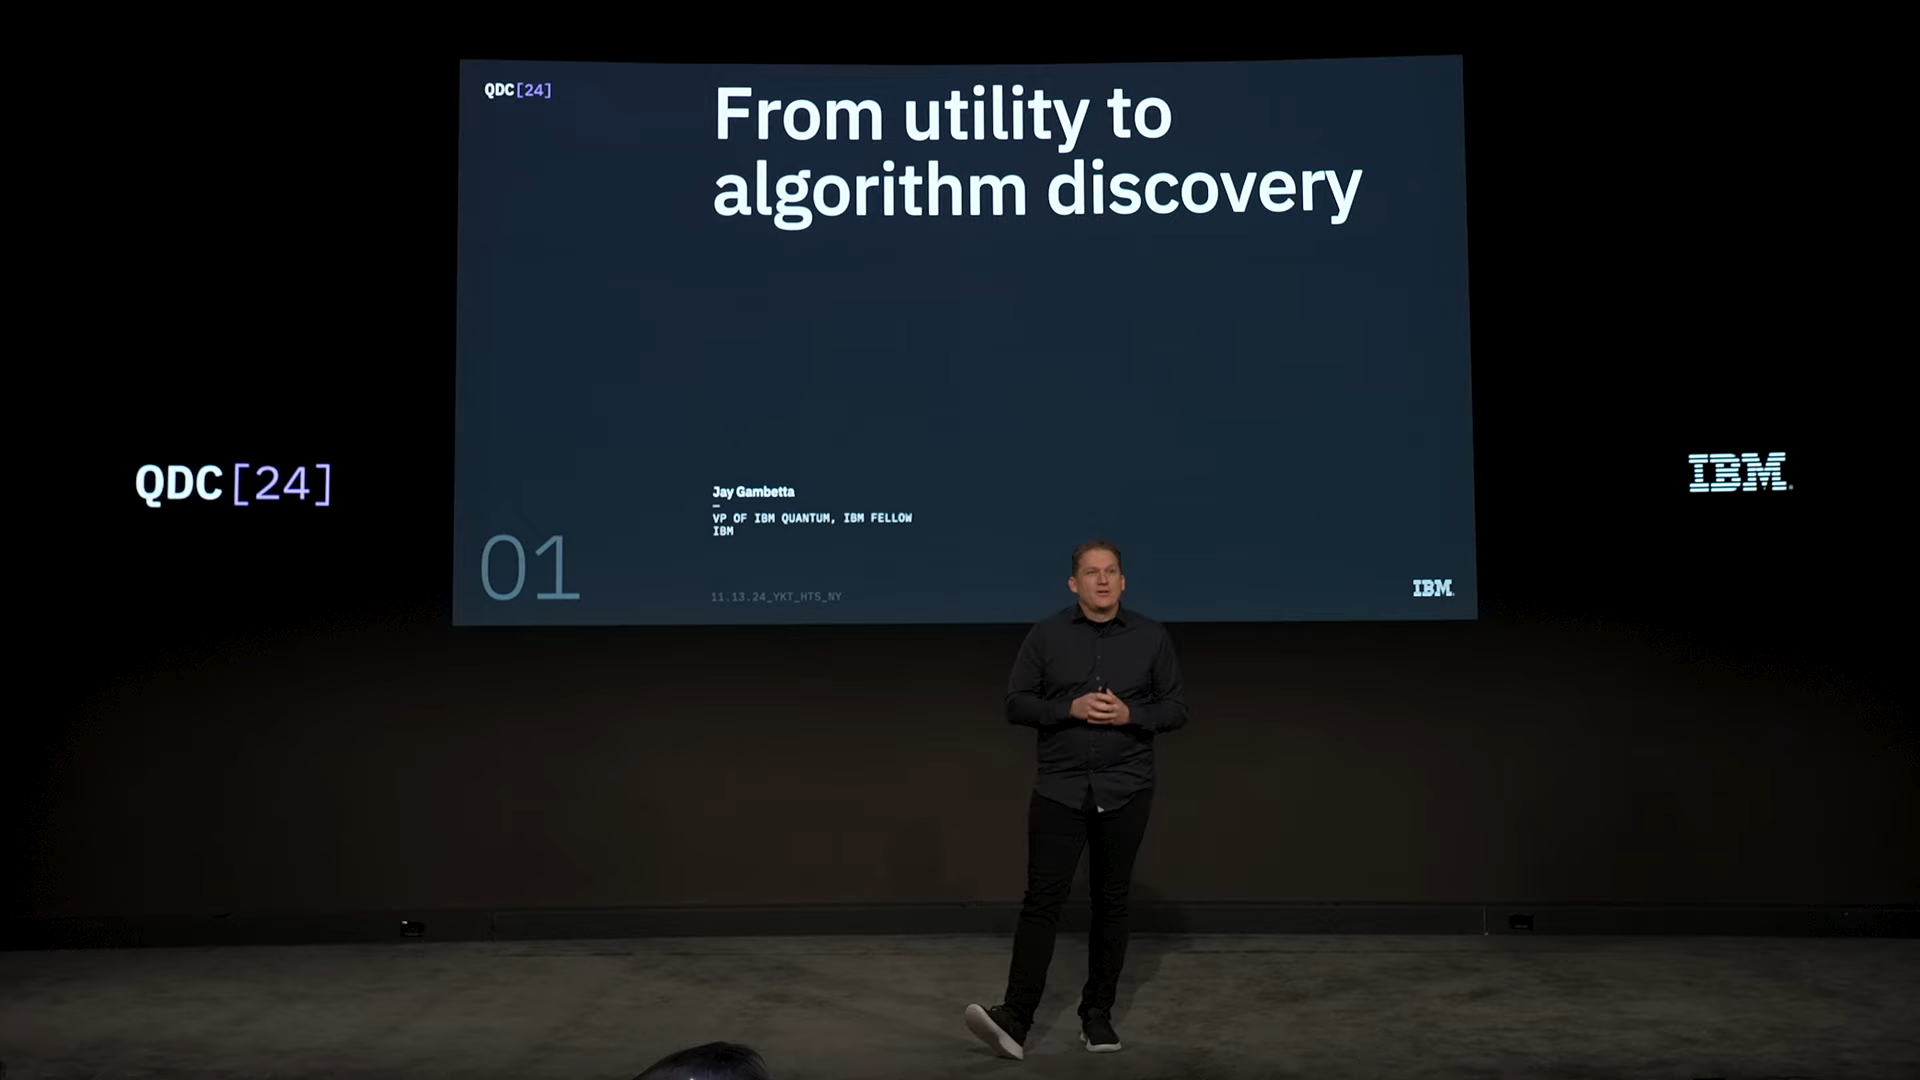 QDC[24]
From utility to
algorithm discovery
QDC[24]
IBM
Jay Gambetta
VP OF IBM QUANTUM, IBM FELLOW
IBM
01
11.13.24_YKT_HTS_NY
IBM